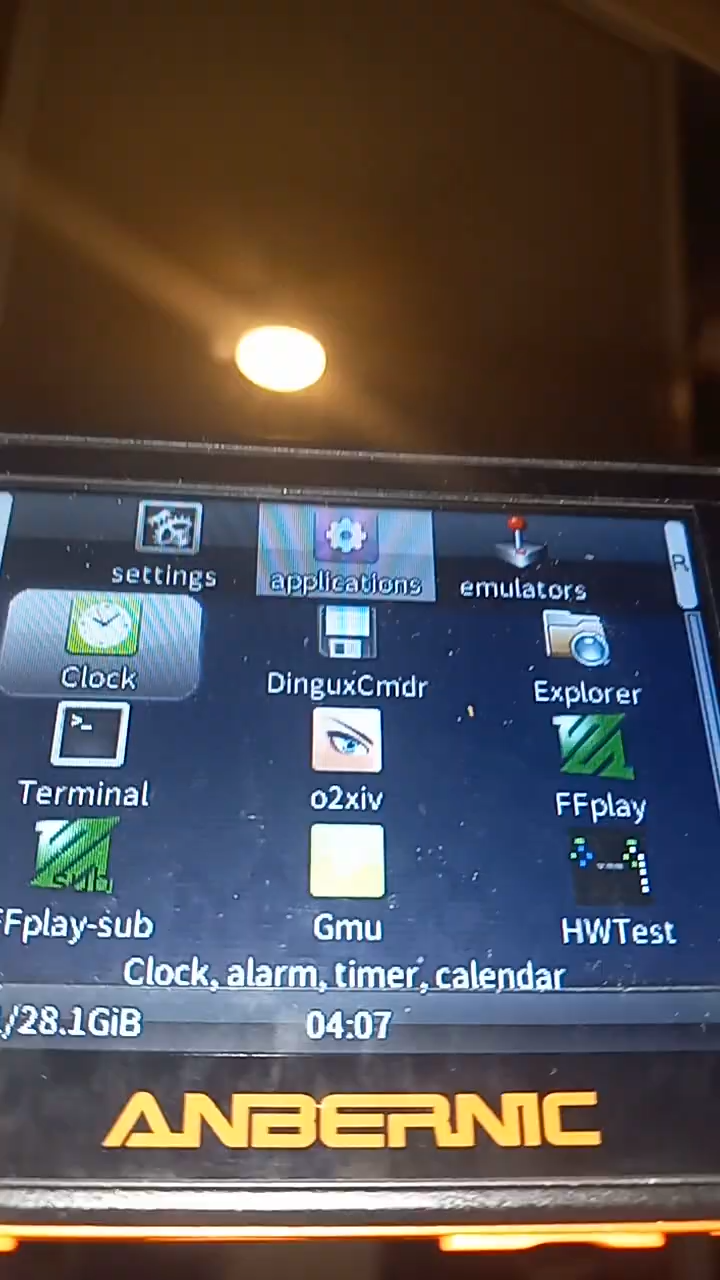 settings applications emulators R
Clock DinguxCmdr Explorer
Terminal o2xiv FFplay
Fplay-sub Gmu HWTest
Clock, alarm, timer, calendar
/28.1GiB 04:07
ANBERNIC